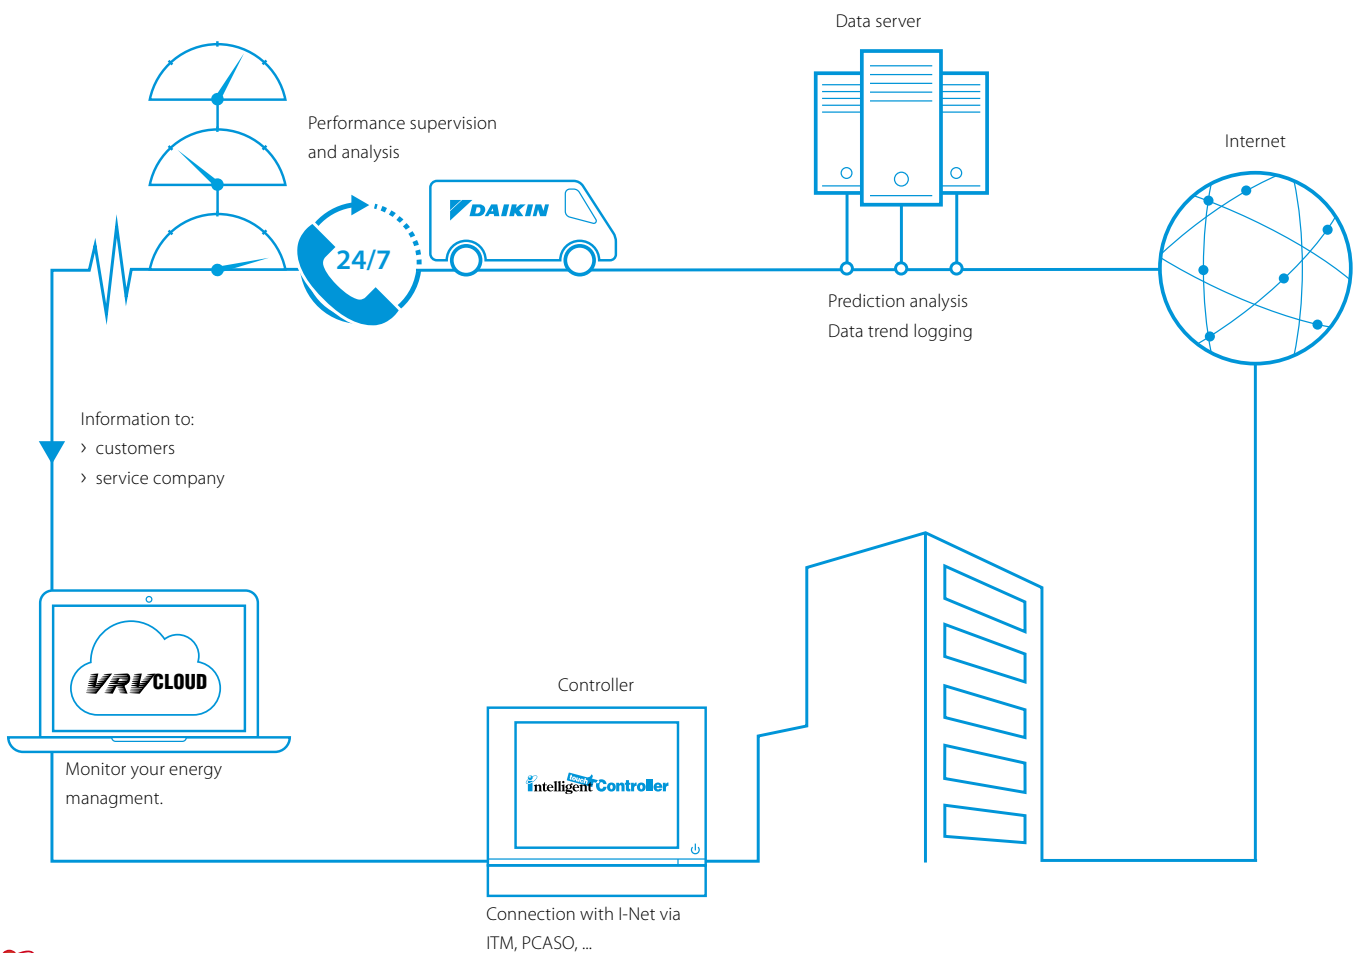 Data server
Performance supervision
and analysis
Internet
DAIKIN
24/7
Prediction analysis
Data trend logging
Information to:
› customers
› service company
VRV CLOUD
Monitor your energy
managment.
Controller
intelligent touch Controller
Connection with I-Net via
ITM, PCASO, ...